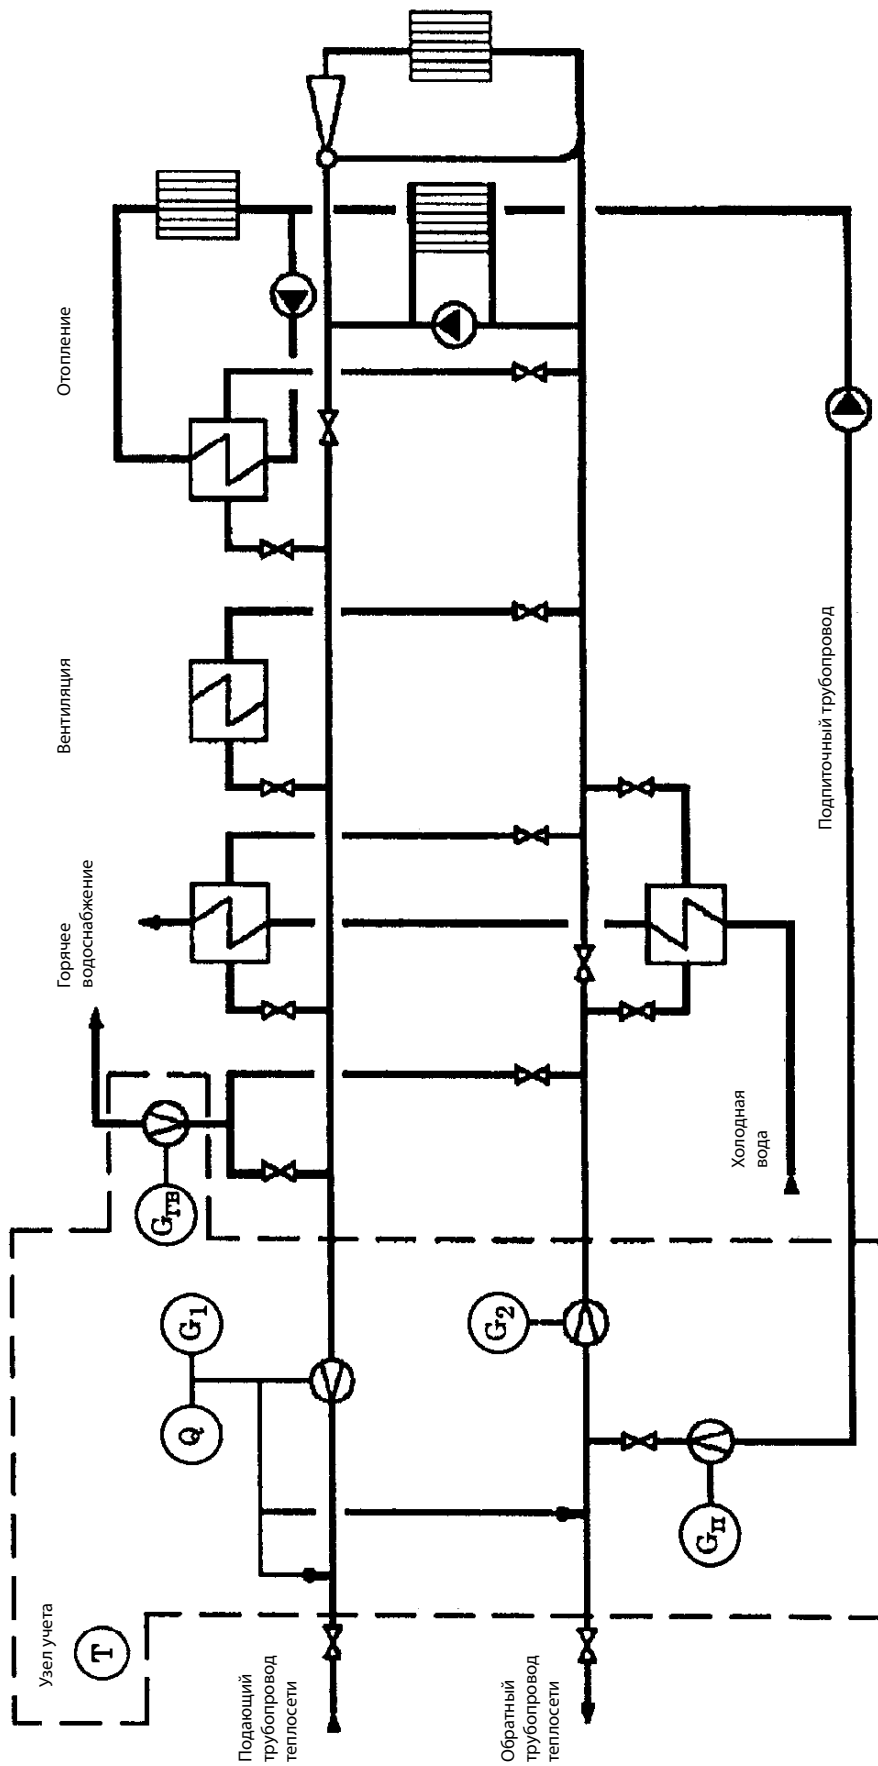 Узел учета
T
Подающий
трубопровод
теплосети
Обратный
трубопровод
теплосети
Q
G1
G2
Gп
Gгв
Горячее
водоснабжение
Вентиляция
Отопление
Холодная
вода
Подпиточный трубопровод